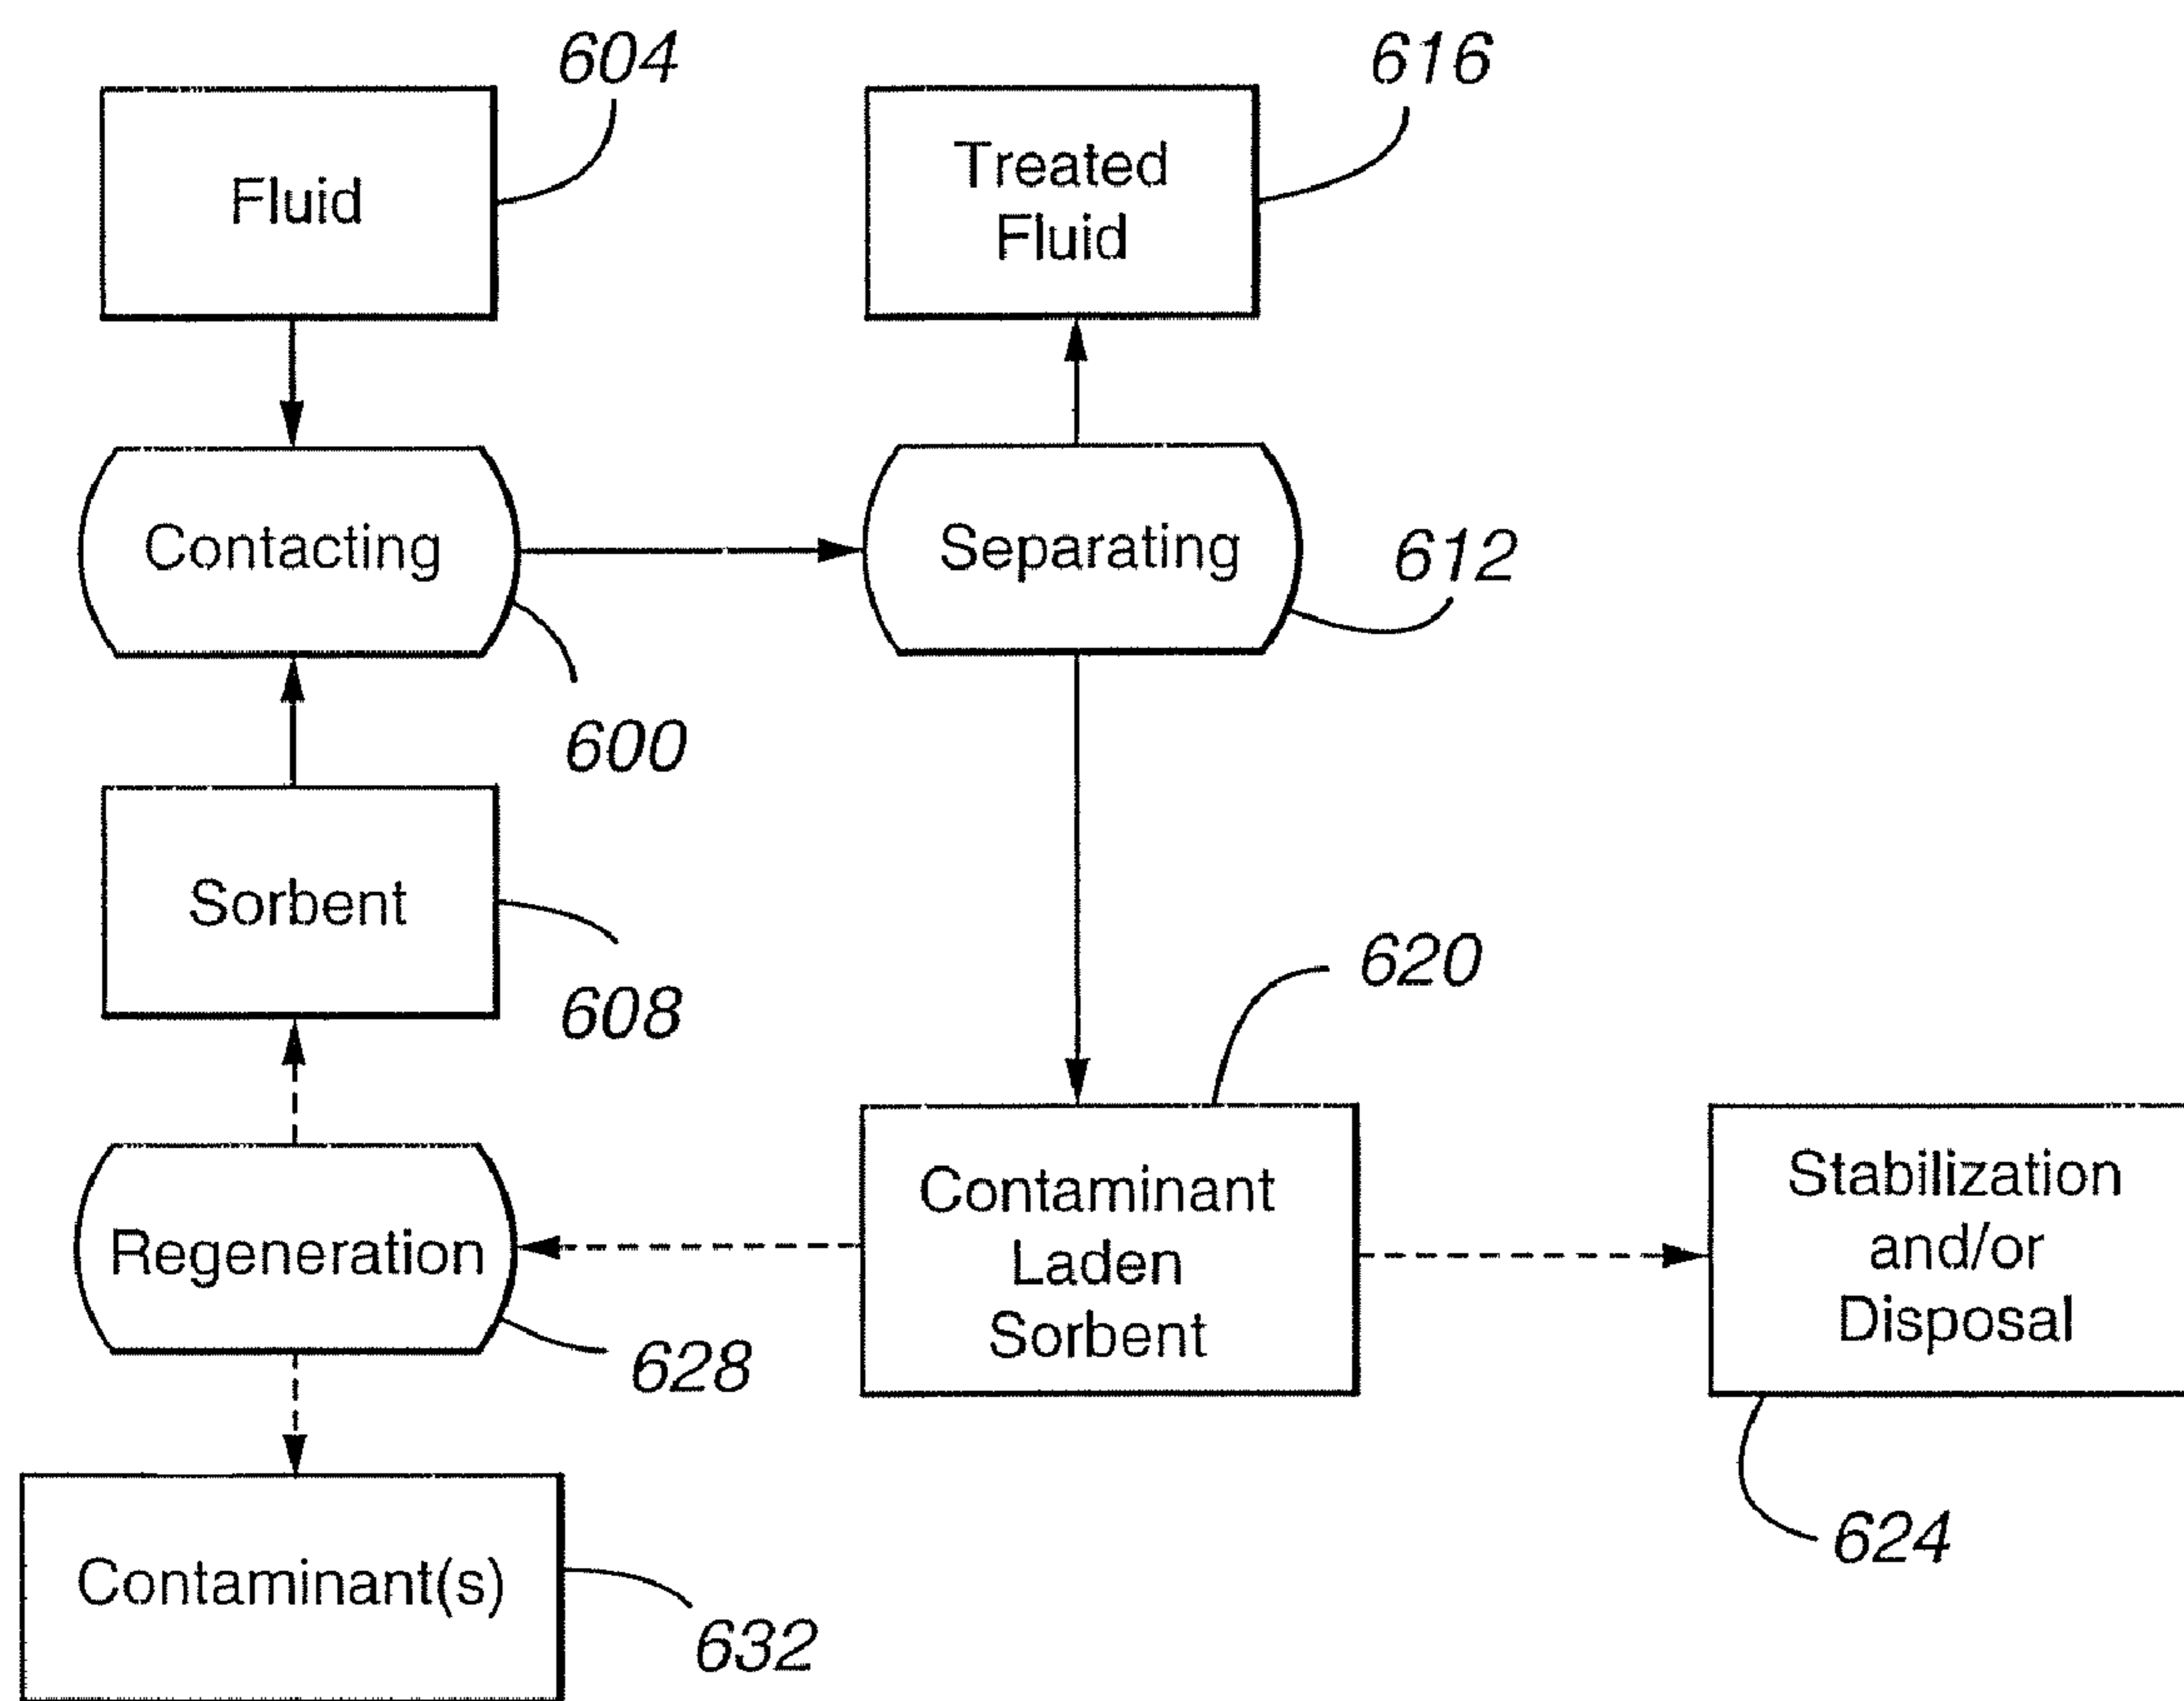 604
616
Fluid
Treated
Fluid
Contacting
Separating
612
600
Sorbent
608
620
Contaminant
Laden
Sorbent
Stabilization
and/or
Disposal
Regeneration
628
624
Contaminant(s)
632